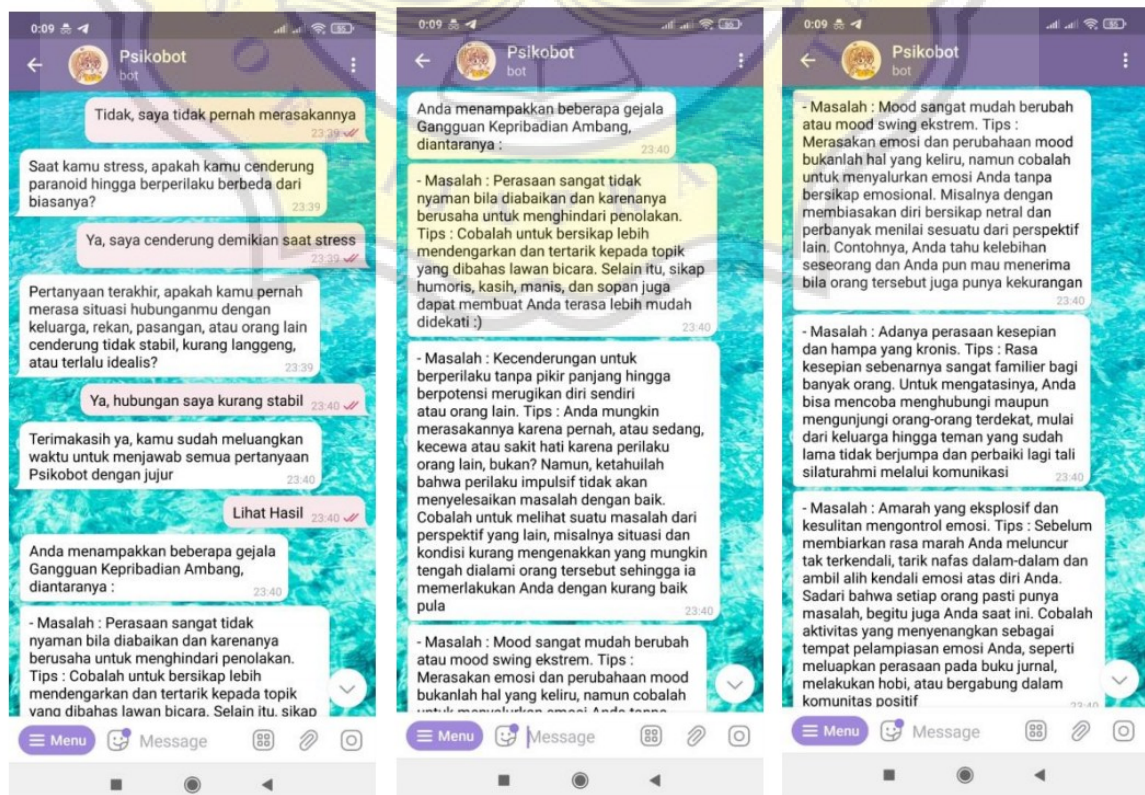 0:09
55
Psikobot
bot
Tidak, saya tidak pernah merasakannya
23:39
Saat kamu stress, apakah kamu cenderung
paranoid hingga berperilaku berbeda dari
biasanya?
23:39
Ya, saya cenderung demikian saat stress
23:39
Pertanyaan terakhir, apakah kamu pernah
merasa situasi hubunganmu dengan
keluarga, rekan, pasangan, atau orang lain
cenderung tidak stabil, kurang langgeng,
atau terlalu idealis?
23:39
Ya, hubungan saya kurang stabil
23:40
Terimakasih ya, kamu sudah meluangkan
waktu untuk menjawab semua pertanyaan
Psikobot dengan jujur
23:40
Lihat Hasil
23:40
Anda menampakkan beberapa gejala
Gangguan Kepribadian Ambang,
diantaranya :
23:40
- Masalah : Perasaan sangat tidak
nyaman bila diabaikan dan karenanya
berusaha untuk menghindari penolakan.
Tips : Cobalah untuk bersikap lebih
mendengarkan dan tertarik kepada topik
yang dibahas lawan bicara. Selain itu, sikap
Menu
Message
0:09
55
Psikobot
bot
Anda menampakkan beberapa gejala
Gangguan Kepribadian Ambang,
diantaranya :
23:40
- Masalah : Perasaan sangat tidak
nyaman bila diabaikan dan karenanya
berusaha untuk menghindari penolakan.
Tips : Cobalah untuk bersikap lebih
mendengarkan dan tertarik kepada topik
yang dibahas lawan bicara. Selain itu, sikap
humoris, kasih, manis, dan sopan juga
dapat membuat Anda terasa lebih mudah
didekati :)
23:40
- Masalah : Kecenderungan untuk
berperilaku tanpa pikir panjang hingga
berpotensi merugikan diri sendiri
atau orang lain. Tips : Anda mungkin
merasakannya karena pernah, atau sedang,
kecewa atau sakit hati karena perilaku
orang lain, bukan? Namun, ketahuilah
bahwa perilaku impulsif tidak akan
menyelesaikan masalah dengan baik.
Cobalah untuk melihat suatu masalah dari
perspektif yang lain, misalnya situasi dan
kondisi kurang mengenakkan yang mungkin
tengah dialami orang tersebut sehingga ia
memerlakukan Anda dengan kurang baik
pula
23:40
- Masalah : Mood sangat mudah berubah
atau mood swing ekstrem. Tips :
Merasakan emosi dan perubahaan mood
bukanlah hal yang keliru, namun cobalah
Menu
Message
0:09
55
Psikobot
bot
- Masalah : Mood sangat mudah berubah
atau mood swing ekstrem. Tips :
Merasakan emosi dan perubahaan mood
bukanlah hal yang keliru, namun cobalah
untuk menyalurkan emosi Anda tanpa
bersikap emosional. Misalnya dengan
membiasakan diri bersikap netral dan
perbanyak menilai sesuatu dari perspektif
lain. Contohnya, Anda tahu kelebihan
seseorang dan Anda pun mau menerima
bila orang tersebut juga punya kekurangan
23:40
- Masalah : Adanya perasaan kesepian
dan hampa yang kronis. Tips : Rasa
kesepian sebenarnya sangat familier bagi
banyak orang. Untuk mengatasinya, Anda
bisa mencoba menghubungi maupun
mengunjungi orang-orang terdekat, mulai
dari keluarga hingga teman yang sudah
lama tidak berjumpa dan perbaiki lagi tali
silaturahmi melalui komunikasi
23:40
- Masalah : Amarah yang eksplosif dan
kesulitan mengontrol emosi. Tips : Sebelum
membiarkan rasa marah Anda meluncur
tak terkendali, tarik nafas dalam-dalam dan
ambil alih kendali emosi atas diri Anda.
Sadari bahwa setiap orang pasti punya
masalah, begitu juga Anda saat ini. Cobalah
aktivitas yang menyenangkan sebagai
tempat pelampiasan emosi Anda, seperti
meluapkan perasaan pada buku jurnal,
melakukan hobi, atau bergabung dalam
komunitas positif
Menu
Message